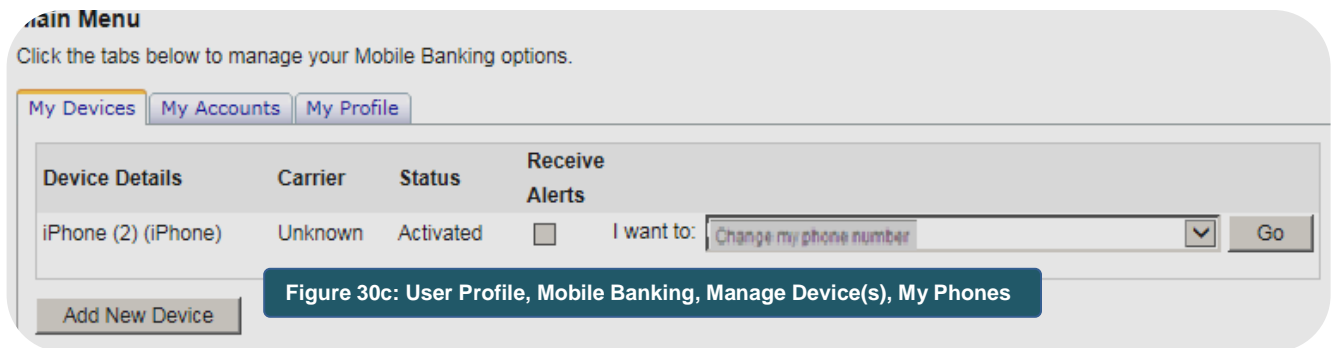 Main Menu
Click the tabs below to manage your Mobile Banking options.
My Devices My Accounts My Profile
Device Details Carrier Status Receive Alerts
iPhone (2) (iPhone) Unknown Activated I want to: Change my phone number Go
Figure 30c: User Profile, Mobile Banking, Manage Device(s), My Phones
Add New Device